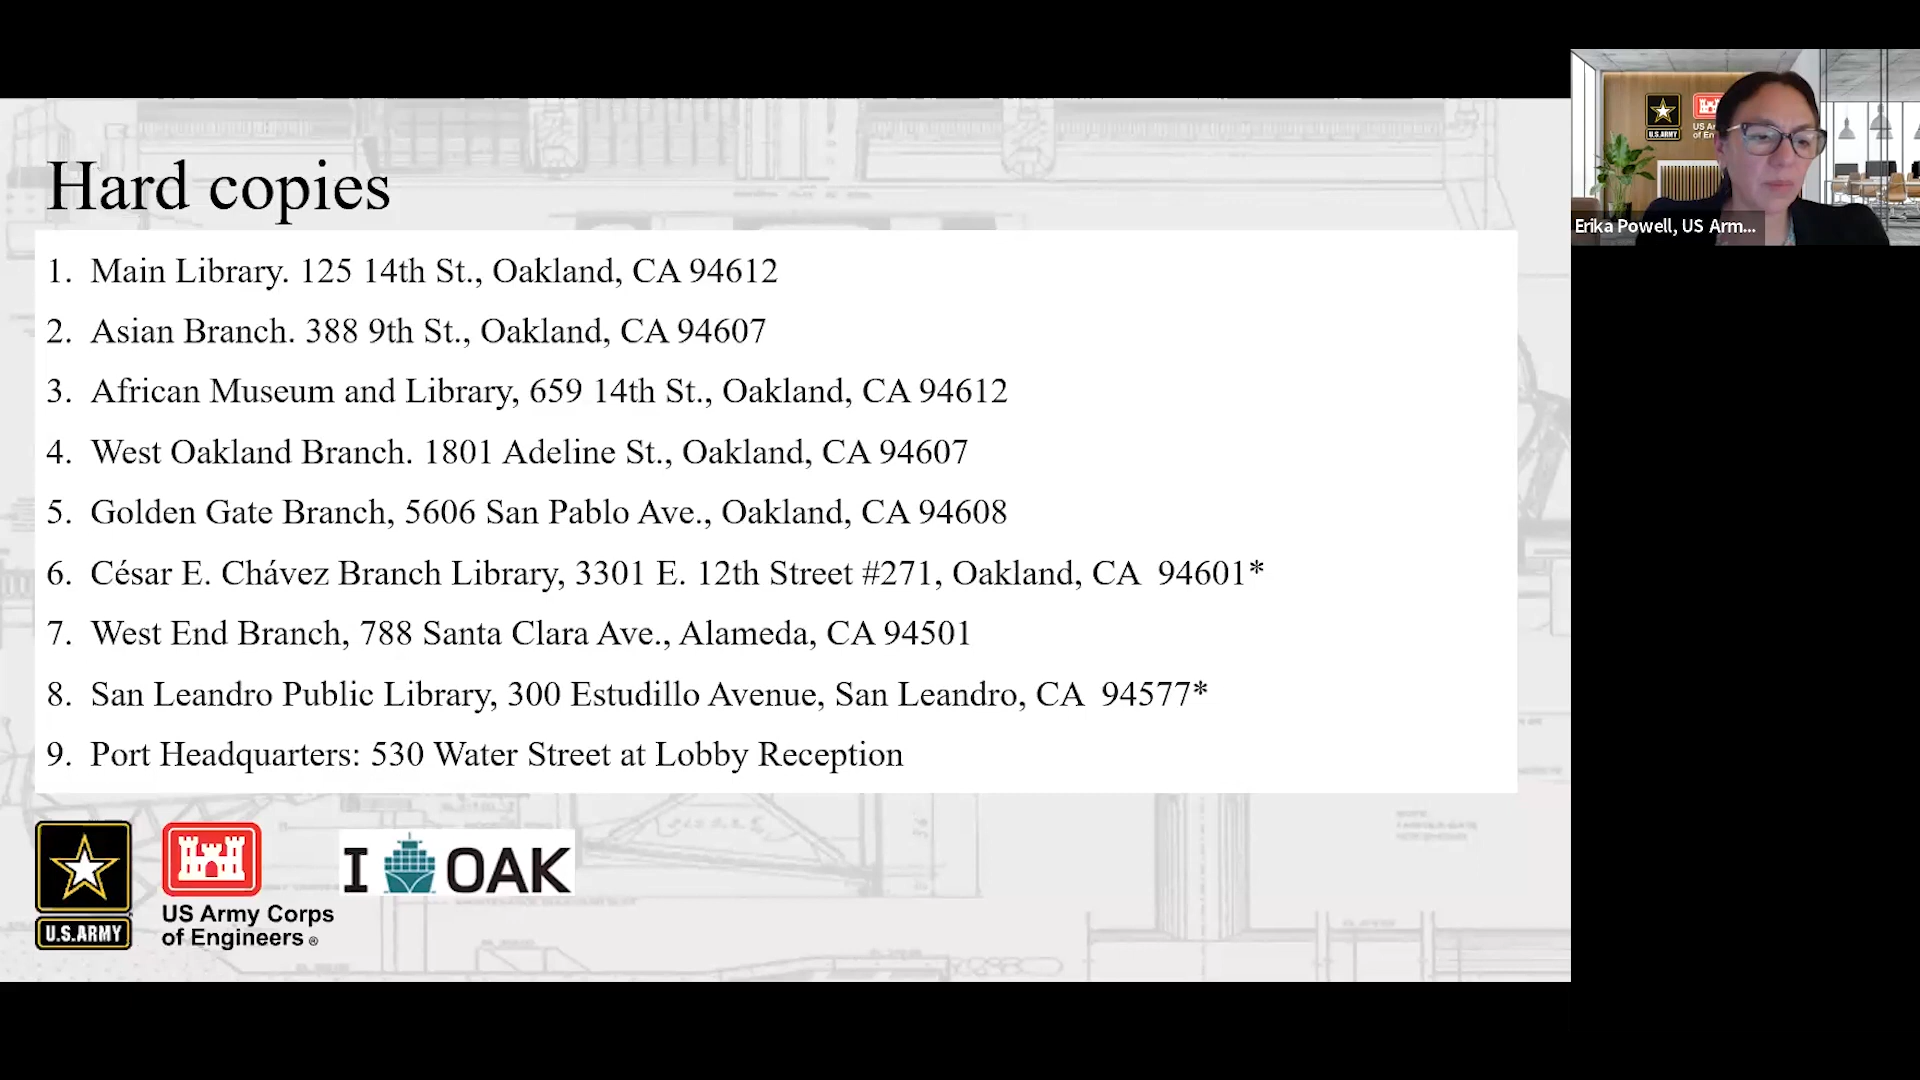 Hard copies
1. Main Library. 125 14th St., Oakland, CA 94612
2. Asian Branch. 388 9th St., Oakland, CA 94607
3. African Museum and Library, 659 14th St., Oakland, CA 94612
4. West Oakland Branch. 1801 Adeline St., Oakland, CA 94607
5. Golden Gate Branch, 5606 San Pablo Ave., Oakland, CA 94608
6. César E. Chávez Branch Library, 3301 E. 12th Street #271, Oakland, CA  94601*
7. West End Branch, 788 Santa Clara Ave., Alameda, CA 94501
8. San Leandro Public Library, 300 Estudillo Avenue, San Leandro, CA  94577*
9. Port Headquarters: 530 Water Street at Lobby Reception
U.S.ARMY
US Army Corps
of Engineers ®
I OAK
U.S.ARMY
Erika Powell, US Arm...